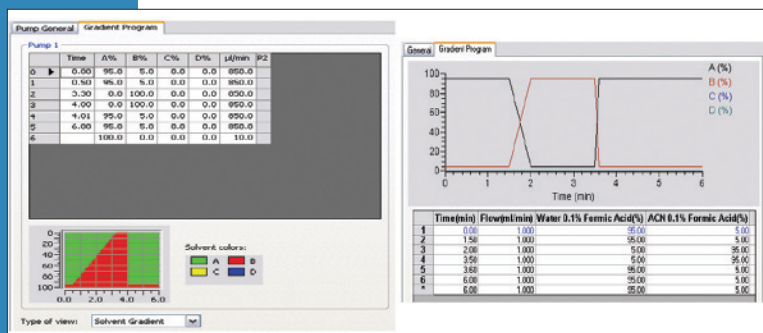 Pump General Gradient Program
Pump 1
Time A% B% C% D% µl/min P2
0 0.00 95.0 5.0 0.0 0.0 850.0
1 0.50 95.0 5.0 0.0 0.0 850.0
2 3.30 0.0 100.0 0.0 0.0 850.0
3 4.00 0.0 100.0 0.0 0.0 850.0
4 4.01 95.0 5.0 0.0 0.0 850.0
5 6.00 95.0 5.0 0.0 0.0 850.0
6 100.0 0.0 0.0 0.0 10.0
0
20
40
60
80
100
0.0 2.0 4.0 6.0
Solvent colors:
A B
C D
Type of view: Solvent Gradient
General Gradient Program
100
80
60
40
20
0
0 1 2 3 4 5 6
Time (min)
A (%)
B (%)
C (%)
D (%)
Time(min) Flow(ml/min) Water 0.1% Formic Acid(%) ACN 0.1% Formic Acid(%)
1 0.00 1.000 95.00 5.00
2 1.50 1.000 95.00 5.00
3 2.00 1.000 5.00 95.00
4 3.50 1.000 5.00 95.00
5 3.60 1.000 95.00 5.00
6 6.00 1.000 95.00 5.00
* 6.00 1.000 95.00 5.00